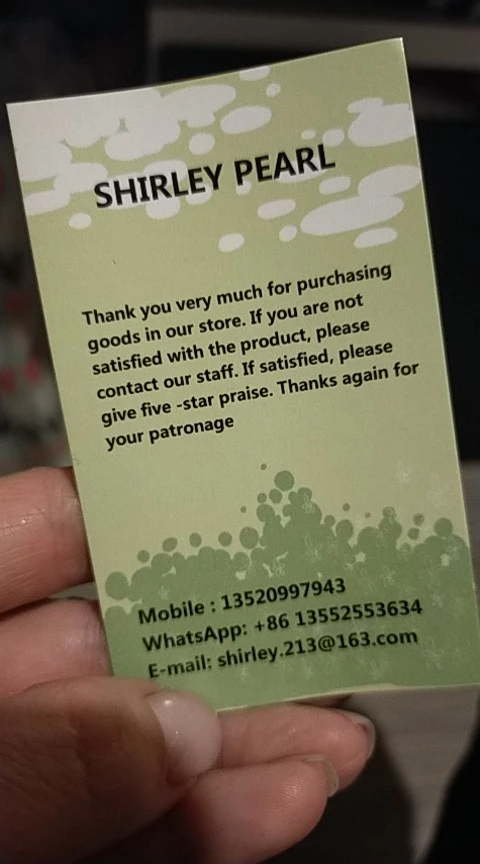 SHIRLEY PEARL
Thank you very much for purchasing
goods in our store. If you are not
satisfied with the product, please
contact our staff. If satisfied, please
give five -star praise. Thanks again for
your patronage
Mobile : 13520997943
WhatsApp: +86 13552553634
E-mail: shirley.213@163.com